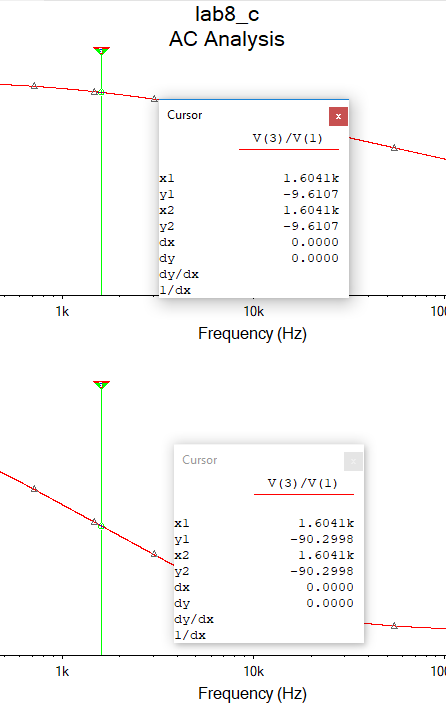 lab8_c
AC Analysis
Cursor
x
V(3)/V(1)
x1 1.6041k
y1 -9.6107
x2 1.6041k
y2 -9.6107
dx 0.0000
dy 0.0000
dy/dx
1/dx
1k 10k 100
Frequency (Hz)
Cursor
x
V(3)/V(1)
x1 1.6041k
y1 -90.2998
x2 1.6041k
y2 -90.2998
dx 0.0000
dy 0.0000
dy/dx
1/dx
1k 10k 100
Frequency (Hz)